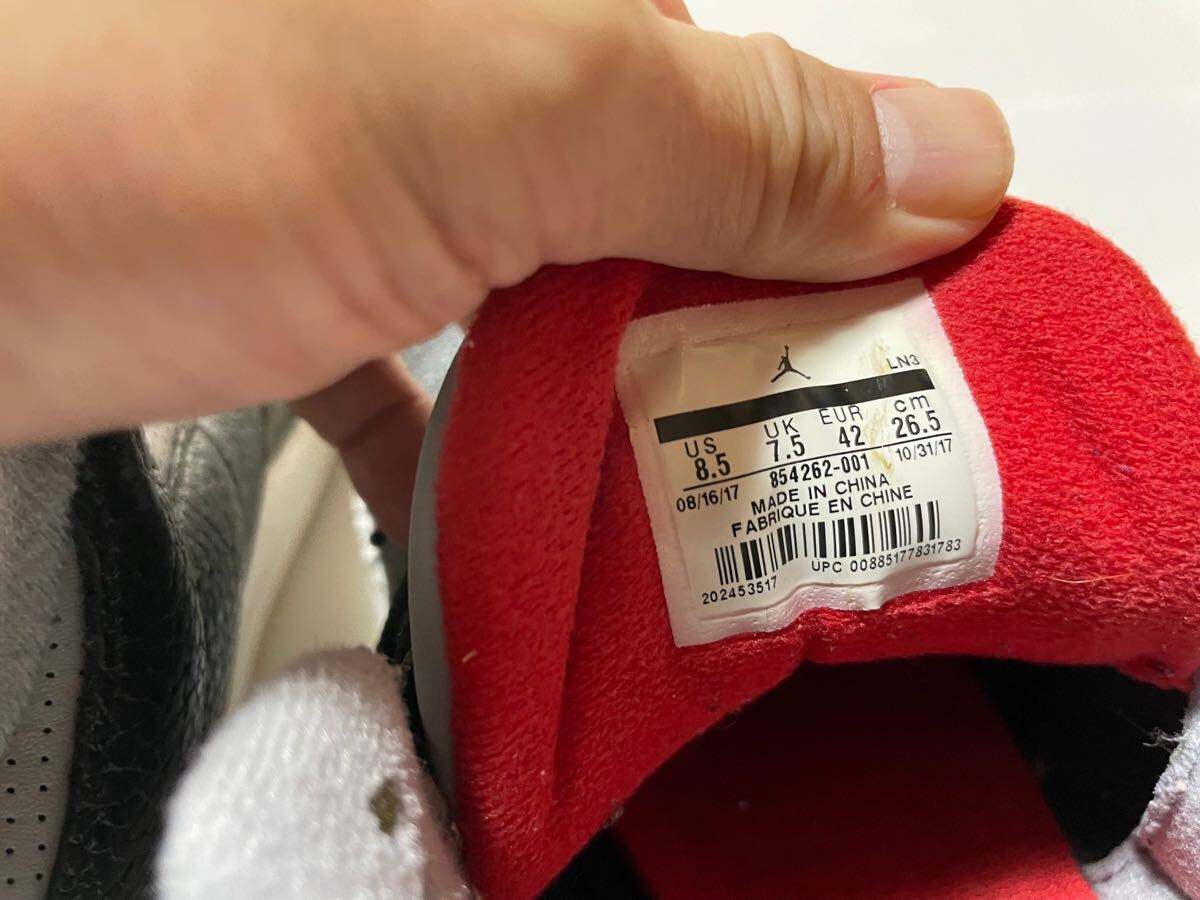 LN3
US UK EUR cm
8.5 7.5 42 26.5
08/16/17 854262-001 10/31/17
MADE IN CHINA
FABRIQUE EN CHINE
202453517 UPC 00885177831783